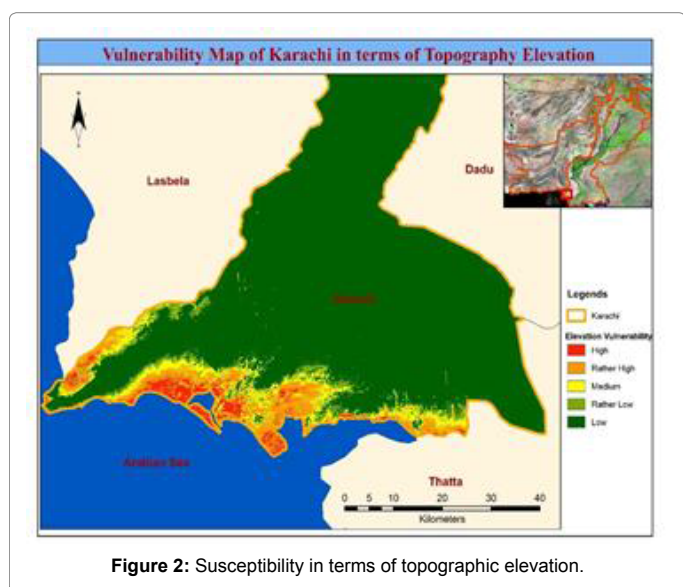 Vulnerability Map of Karachi in terms of Topography Elevation
Lasbela
Dadu
Karachi
Arabian Sea
Thatta
Legends
Karachi
Elevation Vulnerability
High
Rather High
Medium
Rather Low
Low
0 5 10 20 30 40
Kilometers
Figure 2: Susceptibility in terms of topographic elevation.